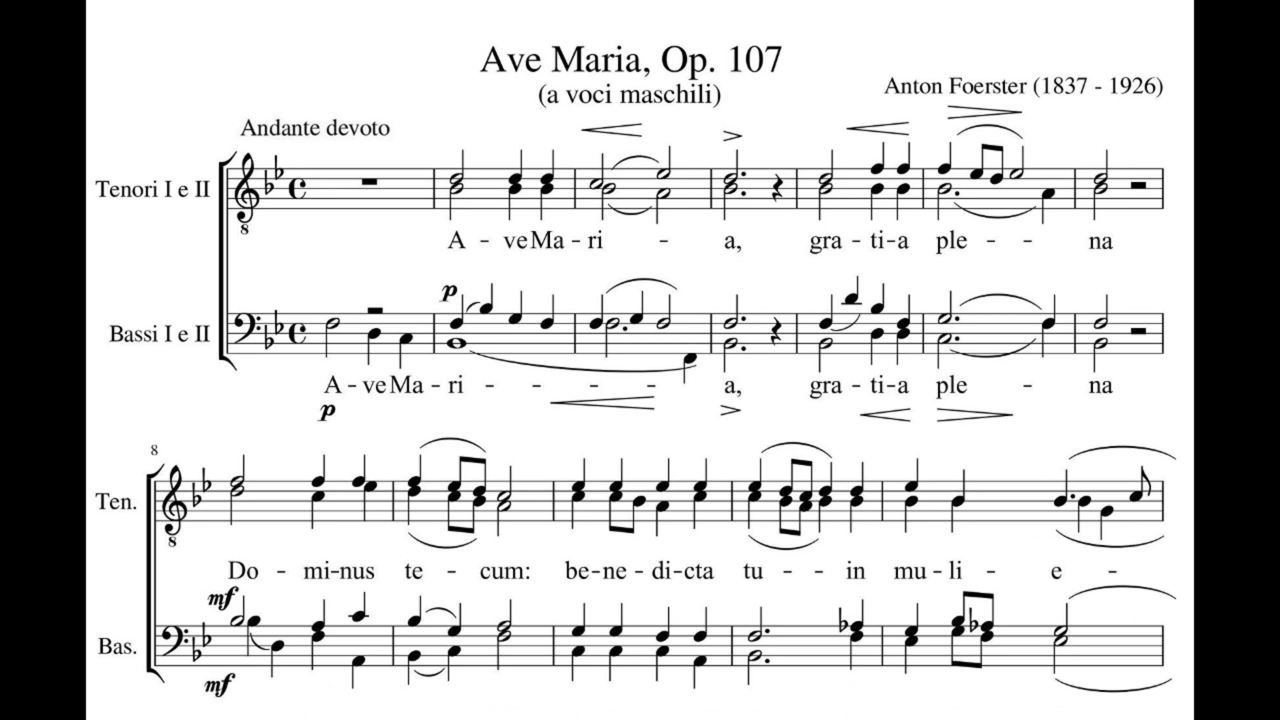 Ave Maria, Op. 107
(a voci maschili)
Anton Foerster (1837 - 1926)
Andante devoto
Tenori I e II
8
A - ve Ma - ri - a, gra - ti - a ple - - na
p
Bassi I e II
A - ve Ma - ri - - - - a, gra - ti - a ple - na
p
8
Ten.
8
Do - mi - nus te - cum: be - ne - di - cta tu - - in mu - li - e -
mf
Bas.
mf